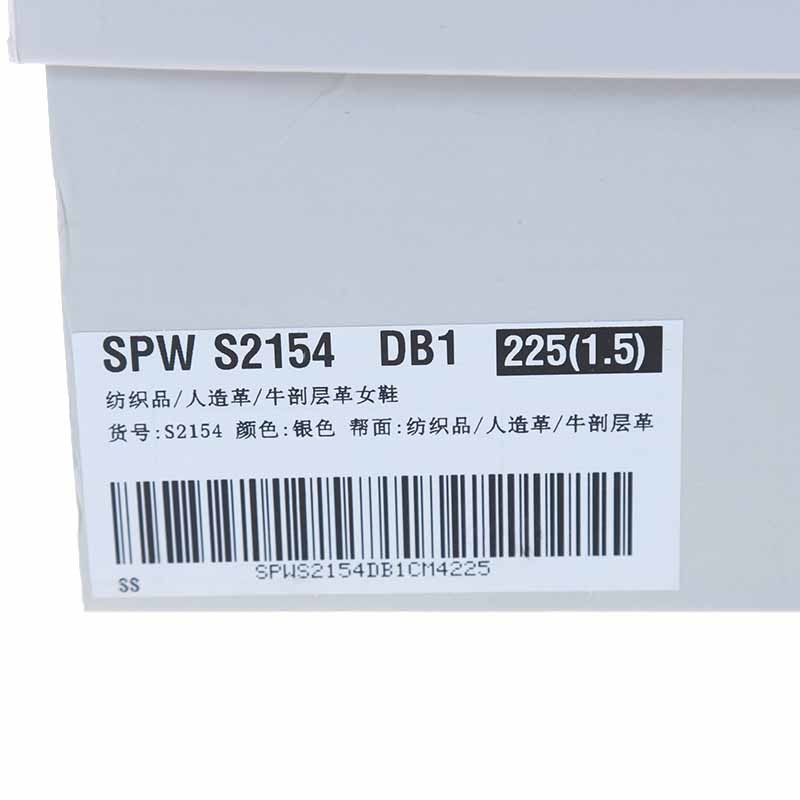 SPW S2154 DB1 225(1.5)
纺织品/人造革/牛剖层革女鞋
货号:S2154 颜色:银色 帮面:纺织品/人造革/牛剖层革
SPWS2154DB1CM4225
SS